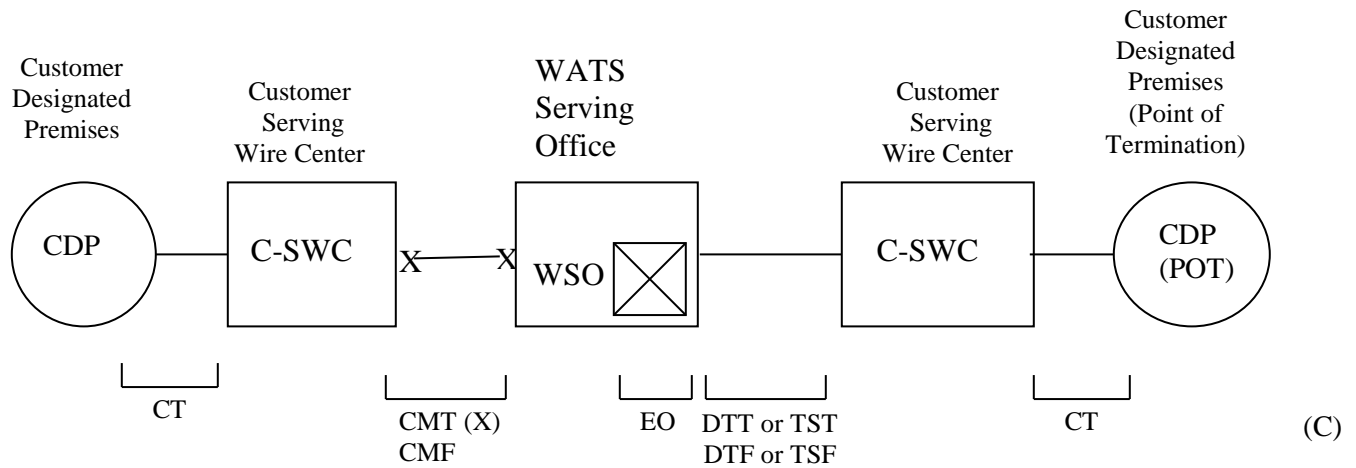 Customer
Designated
Premises
Customer
Serving
Wire Center
WATS
Serving
Office
Customer
Serving
Wire Center
Customer
Designated
Premises
(Point of
Termination)
CDP
C-SWC
X
X
WSO
C-SWC
CDP
(POT)
CT
CMT (X)
CMF
EO
DTT or TST
DTF or TSF
CT
(C)